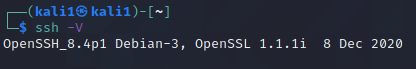 ┌──(kali1㉿kali1)-[~]
└─$ ssh -V
OpenSSH_8.4p1 Debian-3, OpenSSL 1.1.1i  8 Dec 2020